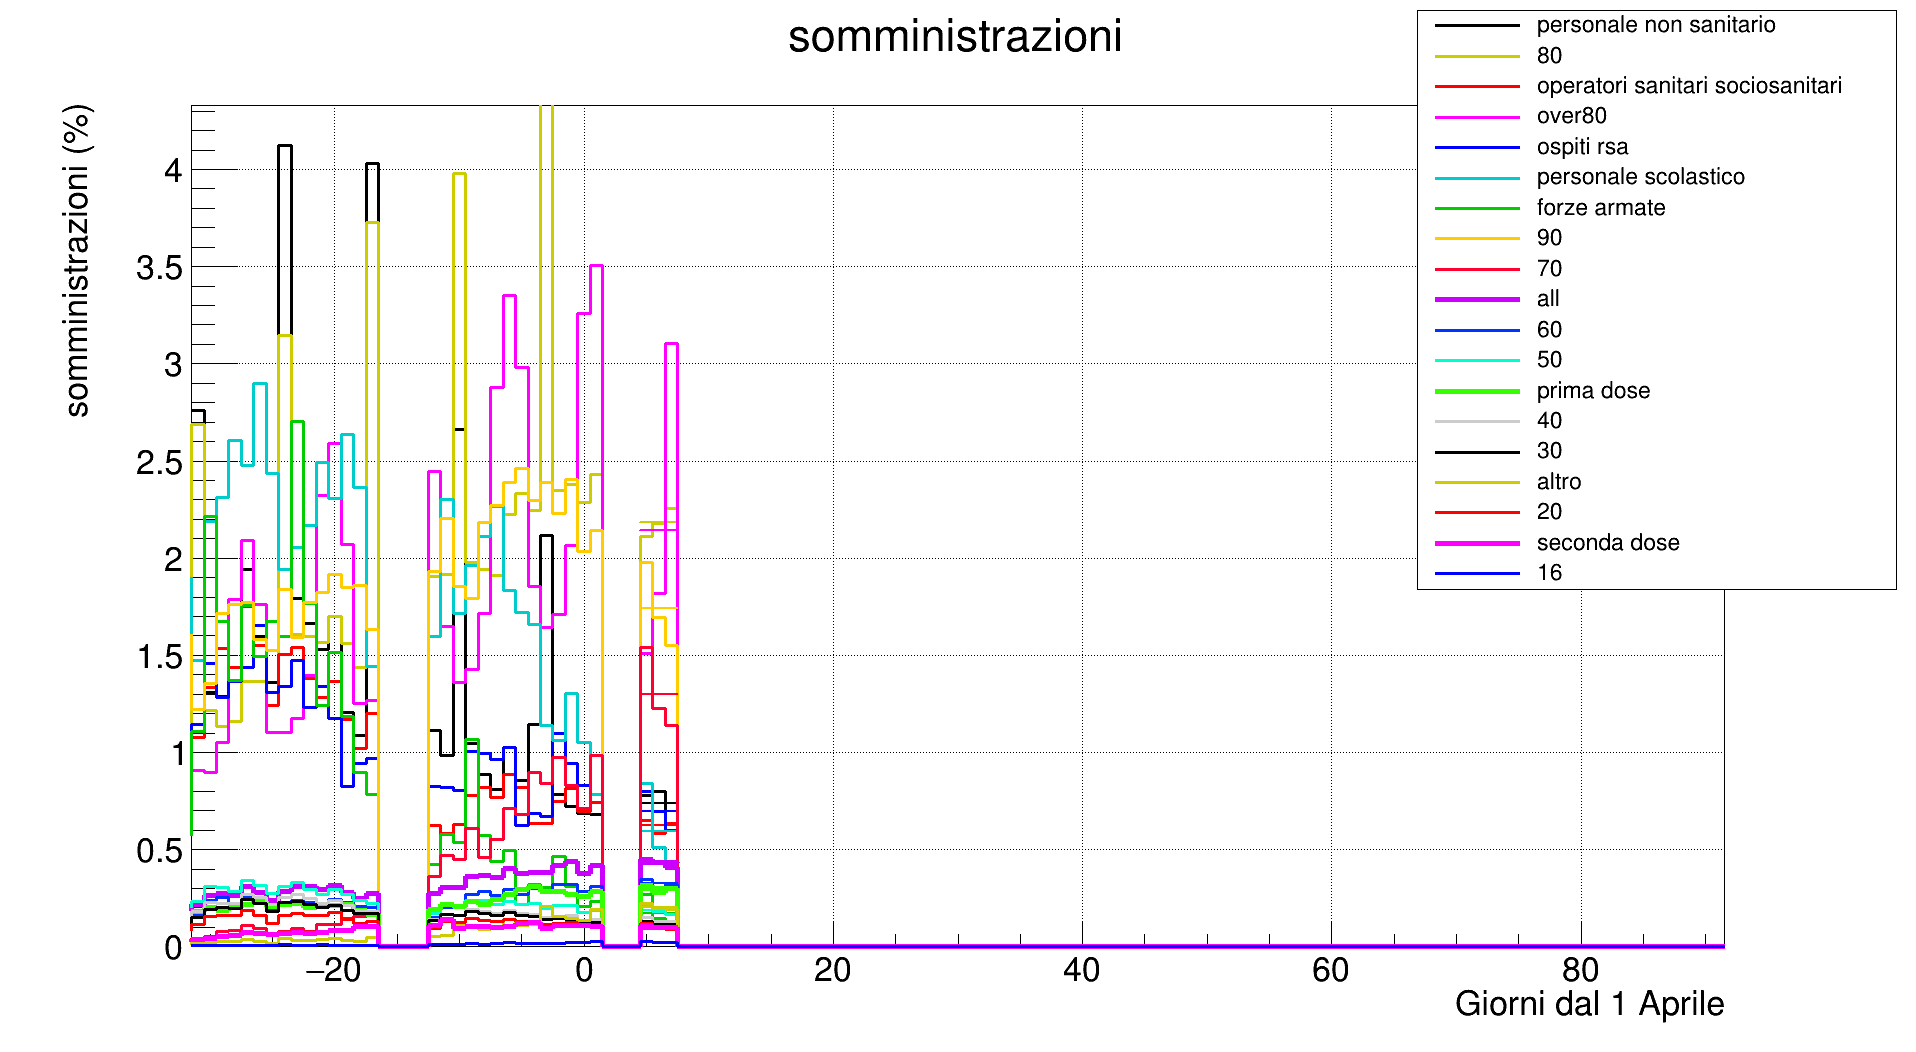 somministrazioni
personale non sanitario
80
operatori sanitari sociosanitari
over80
ospiti rsa
personale scolastico
forze armate
90
70
all
60
50
prima dose
40
30
altro
20
seconda dose
16
somministrazioni (%)
4
3.5
3
2.5
2
1.5
1
0.5
0
−20 0 20 40 60 80
Giorni dal 1 Aprile